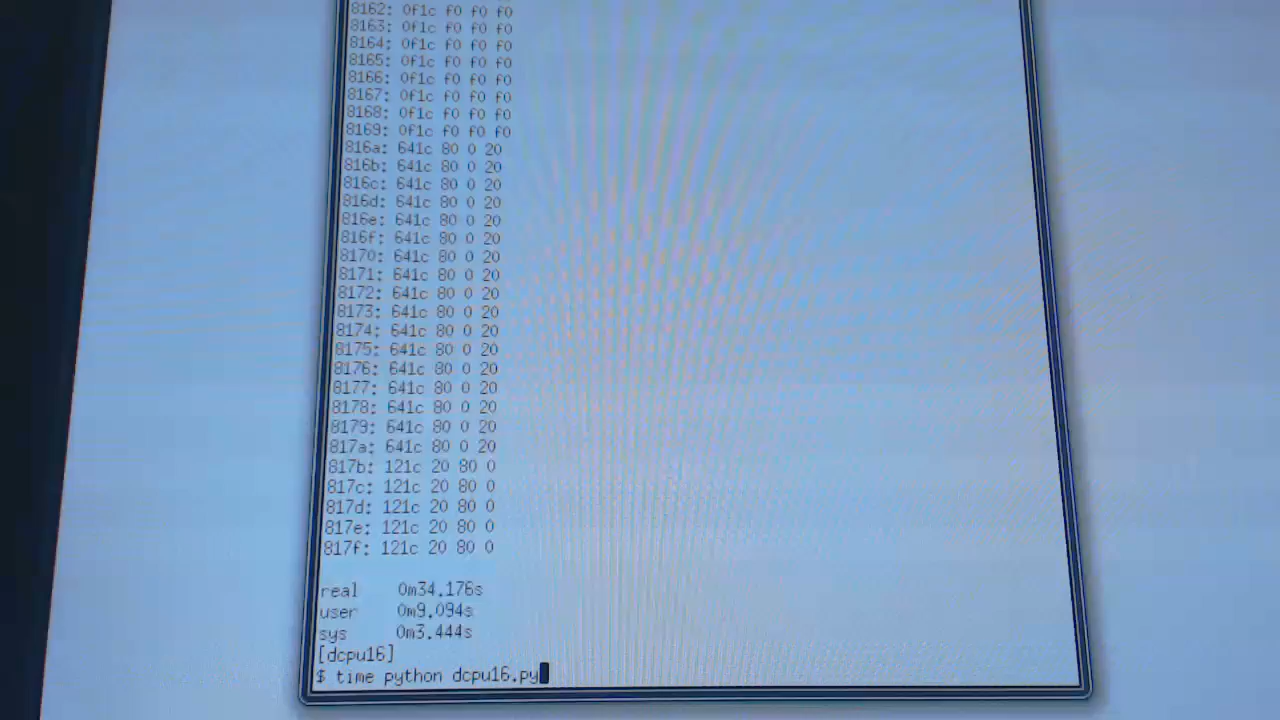 8162: 0f1c f0 f0 f0
8163: 0f1c f0 f0 f0
8164: 0f1c f0 f0 f0
8165: 0f1c f0 f0 f0
8166: 0f1c f0 f0 f0
8167: 0f1c f0 f0 f0
8168: 0f1c f0 f0 f0
8169: 0f1c f0 f0 f0
816a: 641c 80 0 20
816b: 641c 80 0 20
816c: 641c 80 0 20
816d: 641c 80 0 20
816e: 641c 80 0 20
816f: 641c 80 0 20
8170: 641c 80 0 20
8171: 641c 80 0 20
8172: 641c 80 0 20
8173: 641c 80 0 20
8174: 641c 80 0 20
8175: 641c 80 0 20
8176: 641c 80 0 20
8177: 641c 80 0 20
8178: 641c 80 0 20
8179: 641c 80 0 20
817a: 641c 80 0 20
817b: 121c 20 80 0
817c: 121c 20 80 0
817d: 121c 20 80 0
817e: 121c 20 80 0
817f: 121c 20 80 0
real 0m34.176s
user 0m9.094s
sys 0m3.444s
[dcpu16]
$ time python dcpu16.py